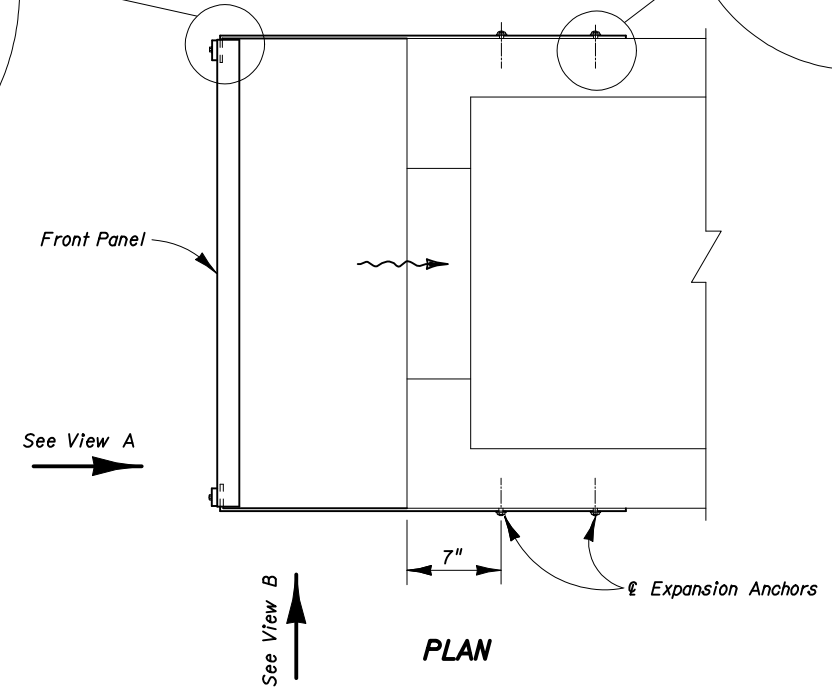 Front Panel
See View A
7"
℄ Expansion Anchors
See View B
PLAN